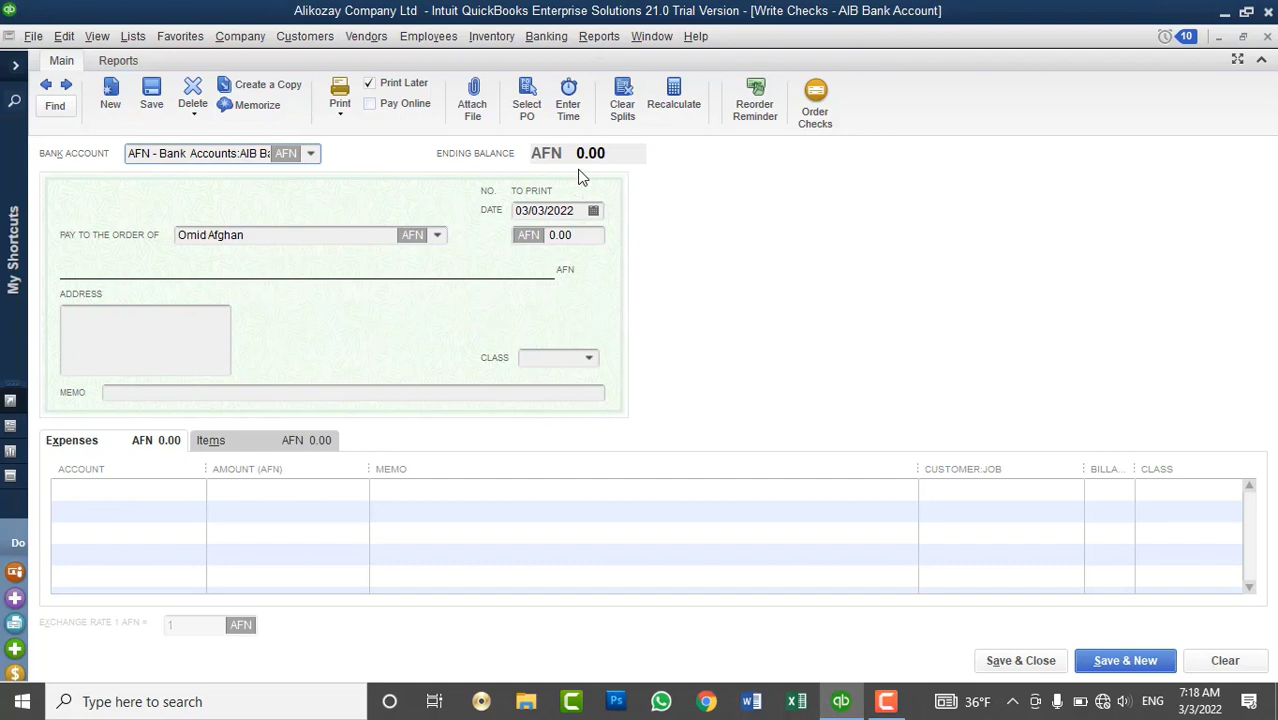 Alikozay Company Ltd - Intuit QuickBooks Enterprise Solutions 21.0 Trial Version - [Write Checks - AIB Bank Account]
File Edit View Lists Favorites Company Customers Vendors Employees Inventory Banking Reports Window Help 10
Main Reports
Find New Save Delete Create a Copy Memorize Print Print Later Pay Online Attach File Select PO Enter Time Clear Splits Recalculate Reorder Reminder Order Checks
BANK ACCOUNT AFN - Bank Accounts:AIB Ba AFN ENDING BALANCE AFN 0.00
NO. TO PRINT
DATE 03/03/2022
PAY TO THE ORDER OF Omid Afghan AFN AFN 0.00
AFN
ADDRESS
CLASS
MEMO
Expenses AFN 0.00 Items AFN 0.00
ACCOUNT AMOUNT (AFN) MEMO CUSTOMER:JOB BILLA... CLASS
EXCHANGE RATE 1 AFN = 1 AFN
Save & Close Save & New Clear
My Shortcuts
Do
Type here to search Ps 36°F ENG 7:18 AM
3/3/2022